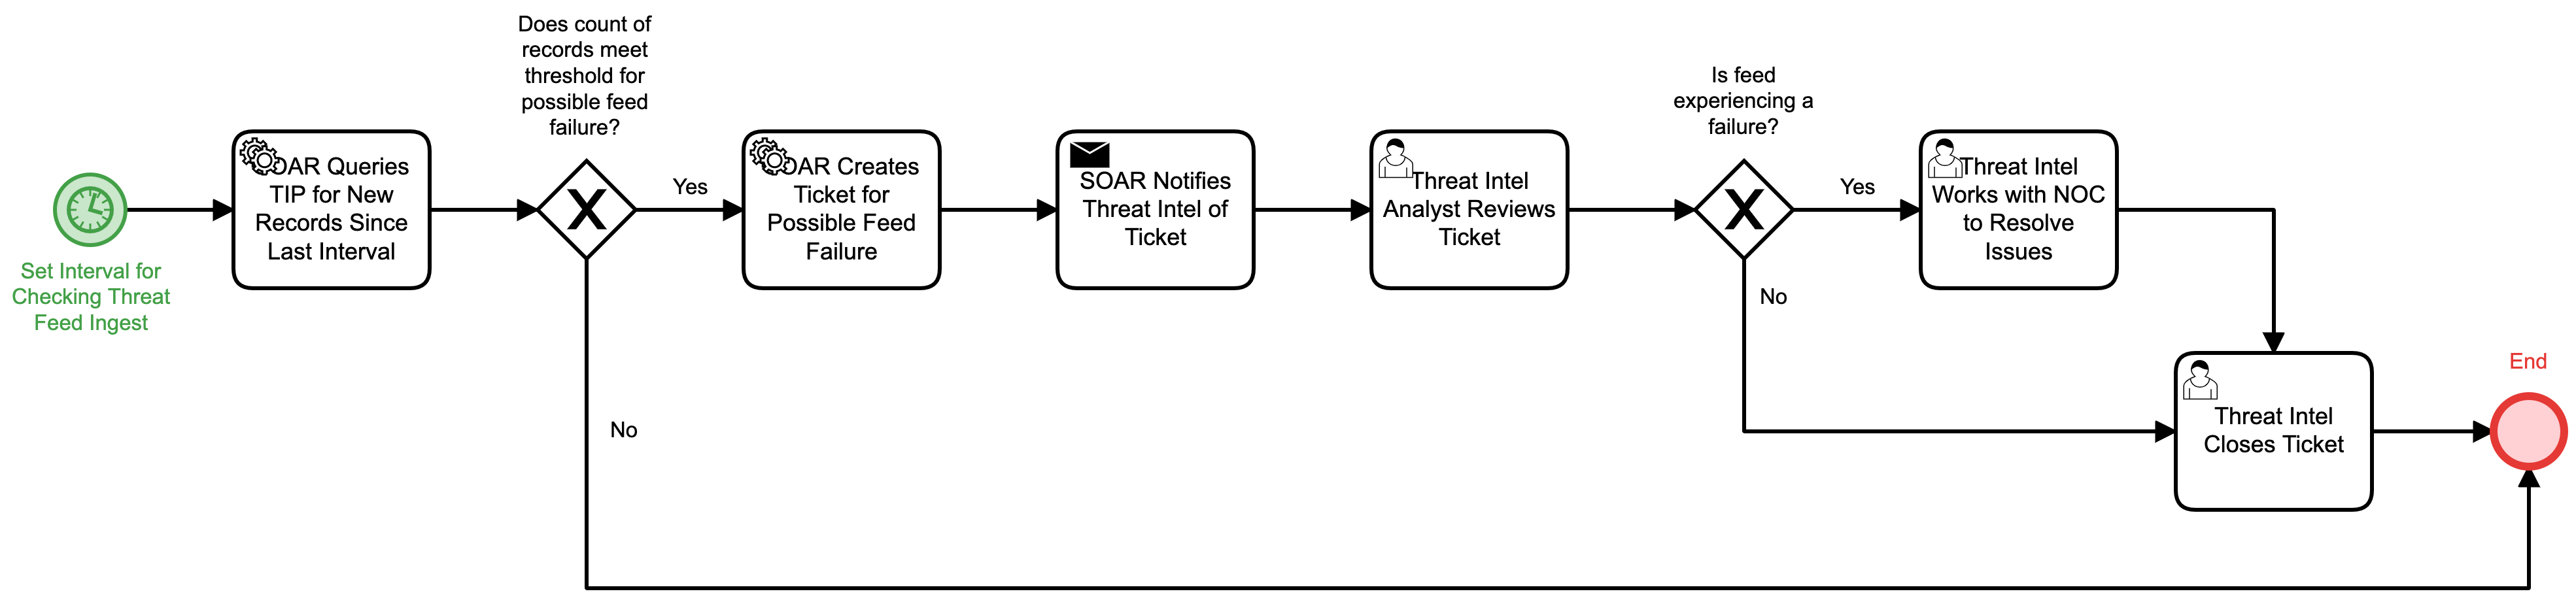 Set Interval for
Checking Threat
Feed Ingest
SOAR Queries
TIP for New
Records Since
Last Interval
Does count of
records meet
threshold for
possible feed
failure?
Yes
No
SOAR Creates
Ticket for
Possible Feed
Failure
SOAR Notifies
Threat Intel of
Ticket
Threat Intel
Analyst Reviews
Ticket
Is feed
experiencing a
failure?
Yes
No
Threat Intel
Works with NOC
to Resolve
Issues
Threat Intel
Closes Ticket
End